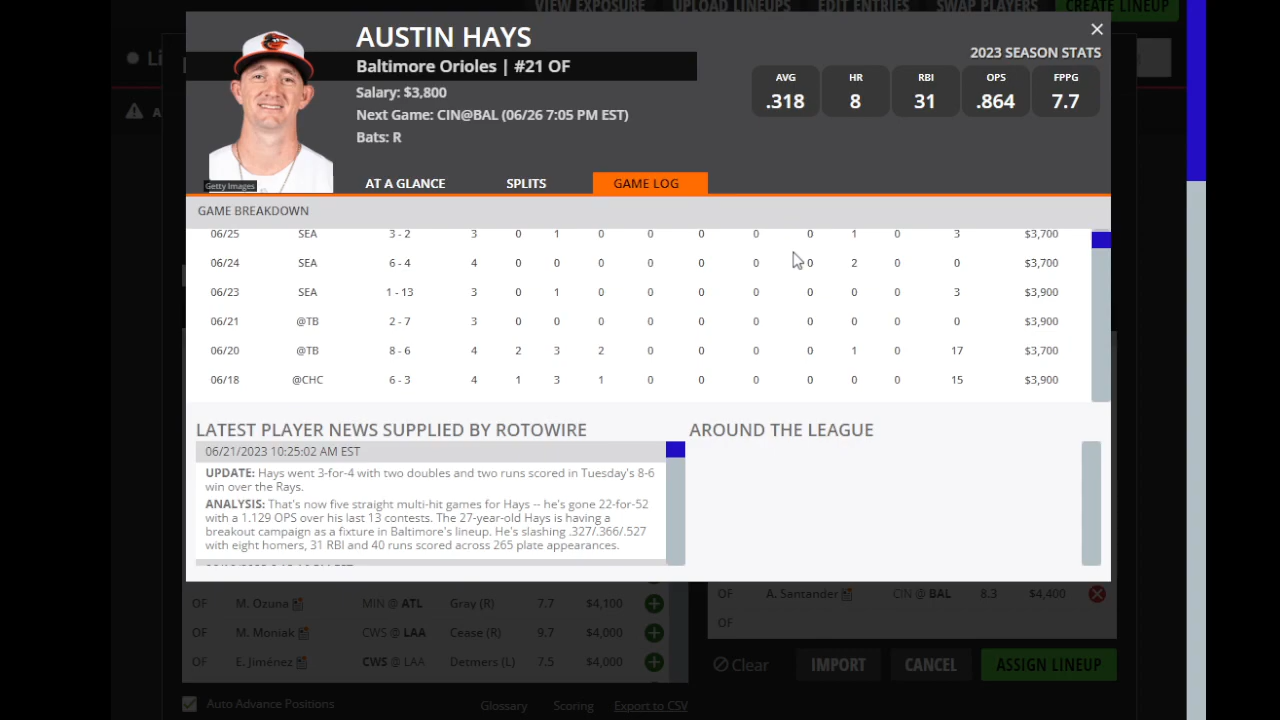 VIEW EXPOSURE UPLOAD LINEUPS EDIT ENTRIES SWAP PLAYERS CREATE LINEUP
AUSTIN HAYS
Baltimore Orioles | #21 OF
Salary: $3,800
Next Game: CIN@BAL (06/26 7:05 PM EST)
Bats: R
Getty Images
2023 SEASON STATS
AVG HR RBI OPS FPPG
.318 8 31 .864 7.7
AT A GLANCE SPLITS GAME LOG
GAME BREAKDOWN
06/25 SEA 3 - 2 3 0 1 0 0 0 0 0 1 0 3 $3,700
06/24 SEA 6 - 4 4 0 0 0 0 0 0 0 2 0 0 $3,700
06/23 SEA 1 - 13 3 0 1 0 0 0 0 0 0 0 3 $3,900
06/21 @TB 2 - 7 3 0 0 0 0 0 0 0 0 0 0 $3,900
06/20 @TB 8 - 6 4 2 3 2 0 0 0 0 1 0 17 $3,700
06/18 @CHC 6 - 3 4 1 3 1 0 0 0 0 0 0 15 $3,900
LATEST PLAYER NEWS SUPPLIED BY ROTOWIRE
06/21/2023 10:25:02 AM EST
UPDATE: Hays went 3-for-4 with two doubles and two runs scored in Tuesday's 8-6
win over the Rays.
ANALYSIS: That's now five straight multi-hit games for Hays -- he's gone 22-for-52
with a 1.129 OPS over his last 13 contests. The 27-year-old Hays is having a
breakout campaign as a fixture in Baltimore's lineup. He's slashing .327/.366/.527
with eight homers, 31 RBI and 40 runs scored across 265 plate appearances.
AROUND THE LEAGUE
OF M. Ozuna MIN @ ATL Gray (R) 7.7 $4,100
OF M. Moniak CWS @ LAA Cease (R) 9.7 $4,000
OF E. Jiménez CWS @ LAA Detmers (L) 7.5 $4,000
OF A. Santander CIN @ BAL 8.3 $4,400
OF
Clear IMPORT CANCEL ASSIGN LINEUP
Auto Advance Positions Glossary Scoring Export to CSV